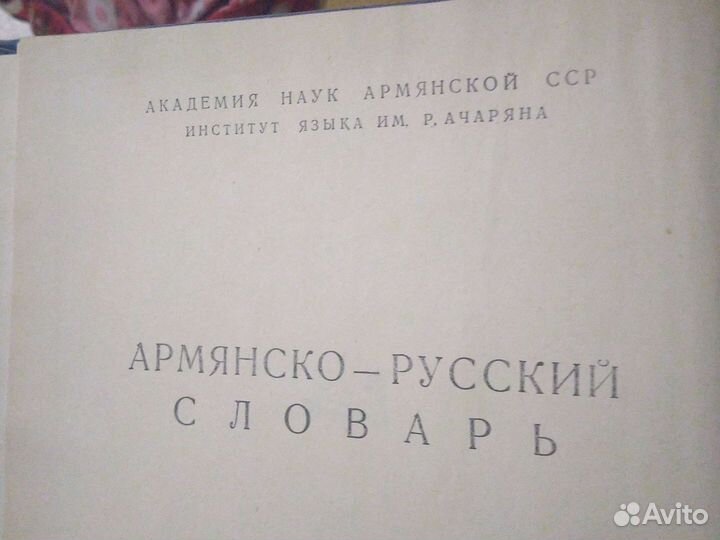 АКАДЕМИЯ НАУК АРМЯНСКОЙ ССР
ИНСТИТУТ ЯЗЫКА ИМ. Р. АЧАРЯНА
АРМЯНСКО–РУССКИЙ
СЛОВАРЬ
Avito